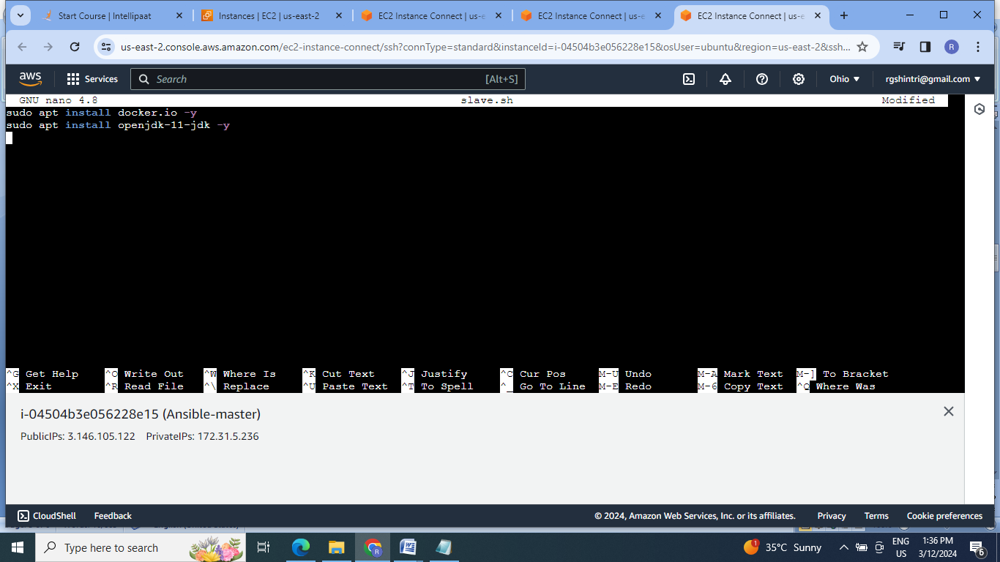 Start Course | Intellipaat
Instances | EC2 | us-east-2
EC2 Instance Connect | us-e
EC2 Instance Connect | us-e
EC2 Instance Connect | us-e
us-east-2.console.aws.amazon.com/ec2-instance-connect/ssh?connType=standard&instanceId=i-04504b3e056228e15&osUser=ubuntu&region=us-east-2&ssh...
R
aws
Services
Search
[Alt+S]
Ohio
rgshintri@gmail.com
GNU nano 4.8 slave.sh Modified
sudo apt install docker.io -y
sudo apt install openjdk-11-jdk -y
^G Get Help ^O Write Out ^W Where Is ^K Cut Text ^J Justify ^C Cur Pos M-U Undo M-A Mark Text M-] To Bracket
^X Exit ^R Read File ^\ Replace ^U Paste Text ^T To Spell ^_ Go To Line M-E Redo M-6 Copy Text ^Q Where Was
i-04504b3e056228e15 (Ansible-master)
PublicIPs: 3.146.105.122 PrivateIPs: 172.31.5.236
CloudShell
Feedback
© 2024, Amazon Web Services, Inc. or its affiliates.
Privacy
Terms
Cookie preferences
Type here to search
1
35°C Sunny
ENG
US
1:36 PM
3/12/2024
6